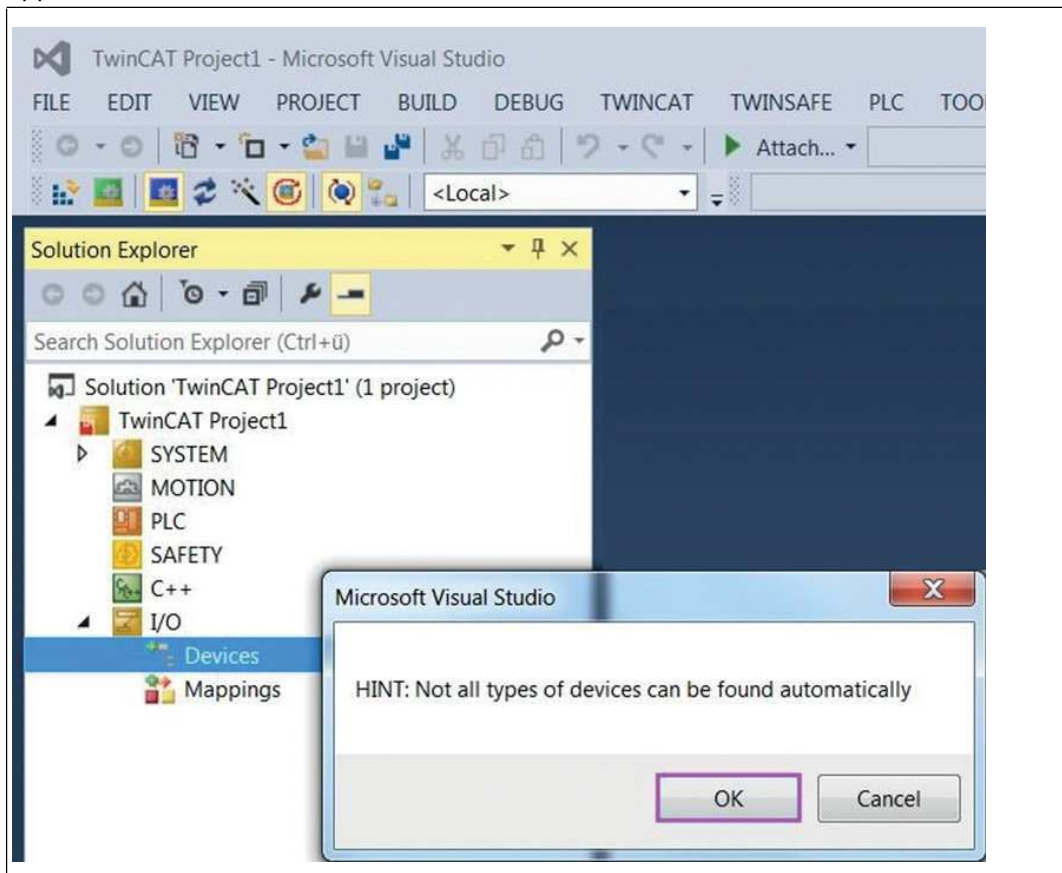 TwinCAT Project1 - Microsoft Visual Studio
FILE EDIT VIEW PROJECT BUILD DEBUG TWINCAT TWINSAFE PLC TOO
Attach...
<Local>
Solution Explorer
Search Solution Explorer (Ctrl+ü)
Solution 'TwinCAT Project1' (1 project)
TwinCAT Project1
SYSTEM
MOTION
PLC
SAFETY
C++
I/O
Devices
Mappings
Microsoft Visual Studio
HINT: Not all types of devices can be found automatically
OK Cancel